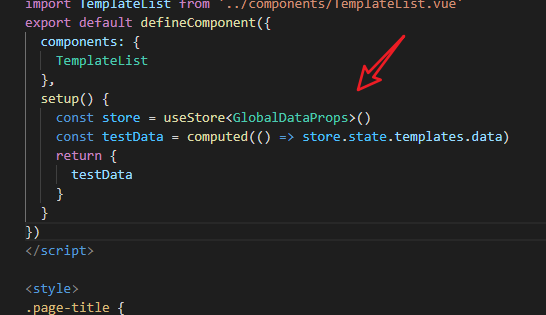 import TemplateList from '../components/TemplateList.vue'
export default defineComponent({
components: {
TemplateList
},
setup() {
const store = useStore<GlobalDataProps>()
const testData = computed(() => store.state.templates.data)
return {
testData
}
}
})
</script>
<style>
.page-title {